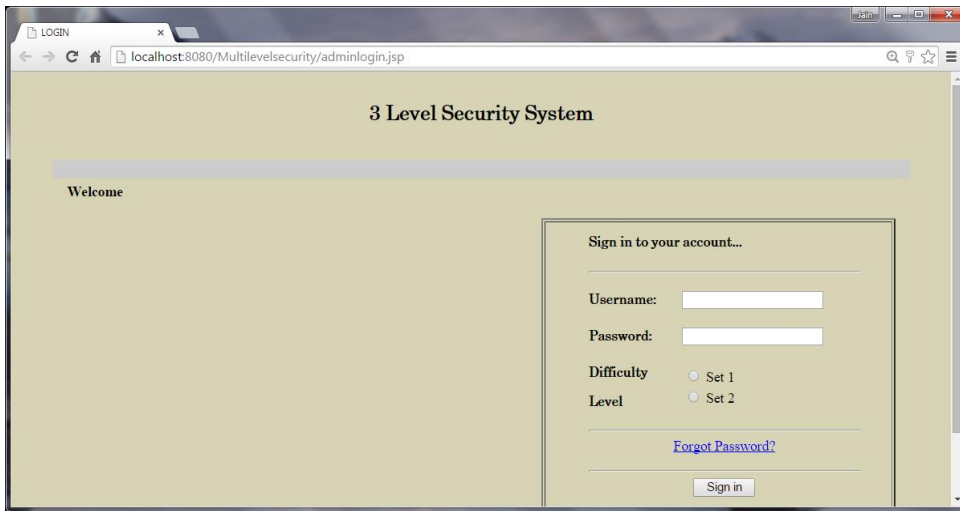 Jain
LOGIN
localhost:8080/Multilevelsecurity/adminlogin.jsp
3 Level Security System
Welcome
Sign in to your account...
Username:
Password:
Difficulty
Level
Set 1
Set 2
Forgot Password?
Sign in